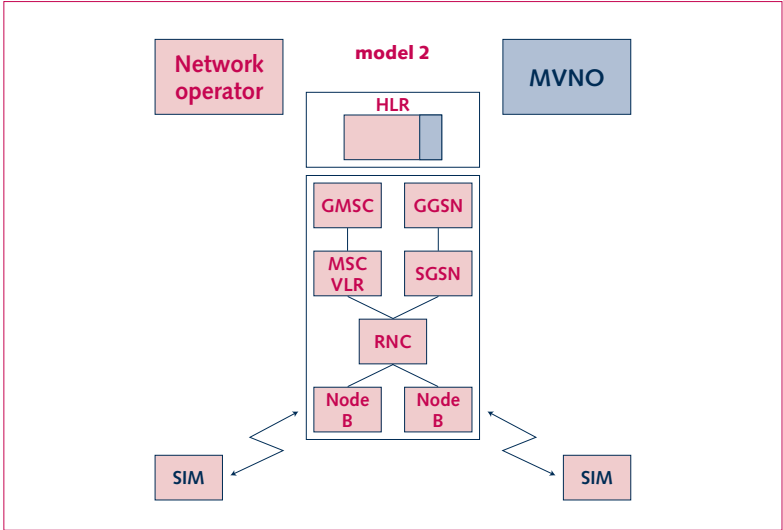 model 2
Network
operator
MVNO
HLR
GMSC
GGSN
MSC
VLR
SGSN
RNC
Node
B
Node
B
SIM
SIM